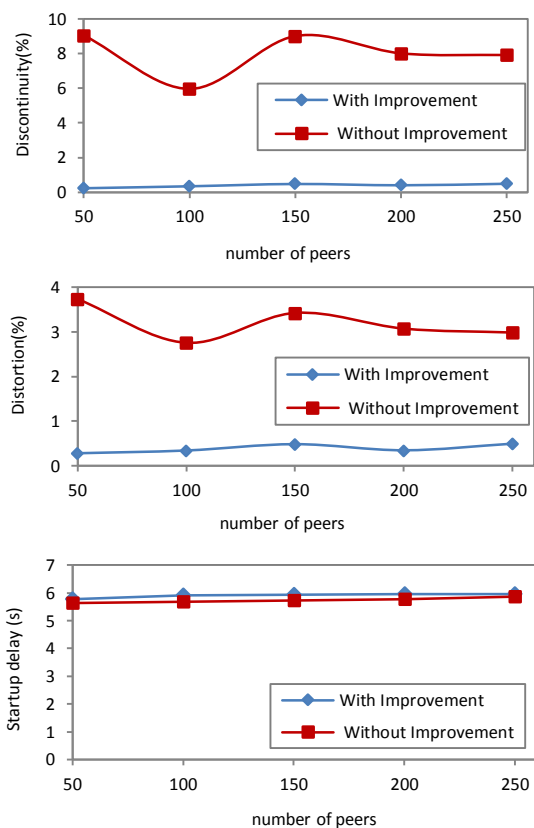 Discontinuity(%)
10
8
6
4
2
0
With Improvement
Without Improvement
50 100 150 200 250
number of peers
Distortion(%)
4
3
2
1
0
With Improvement
Without Improvement
50 100 150 200 250
number of peers
Startup delay (s)
7
6
5
4
3
2
1
0
With Improvement
Without Improvement
50 100 150 200 250
number of peers